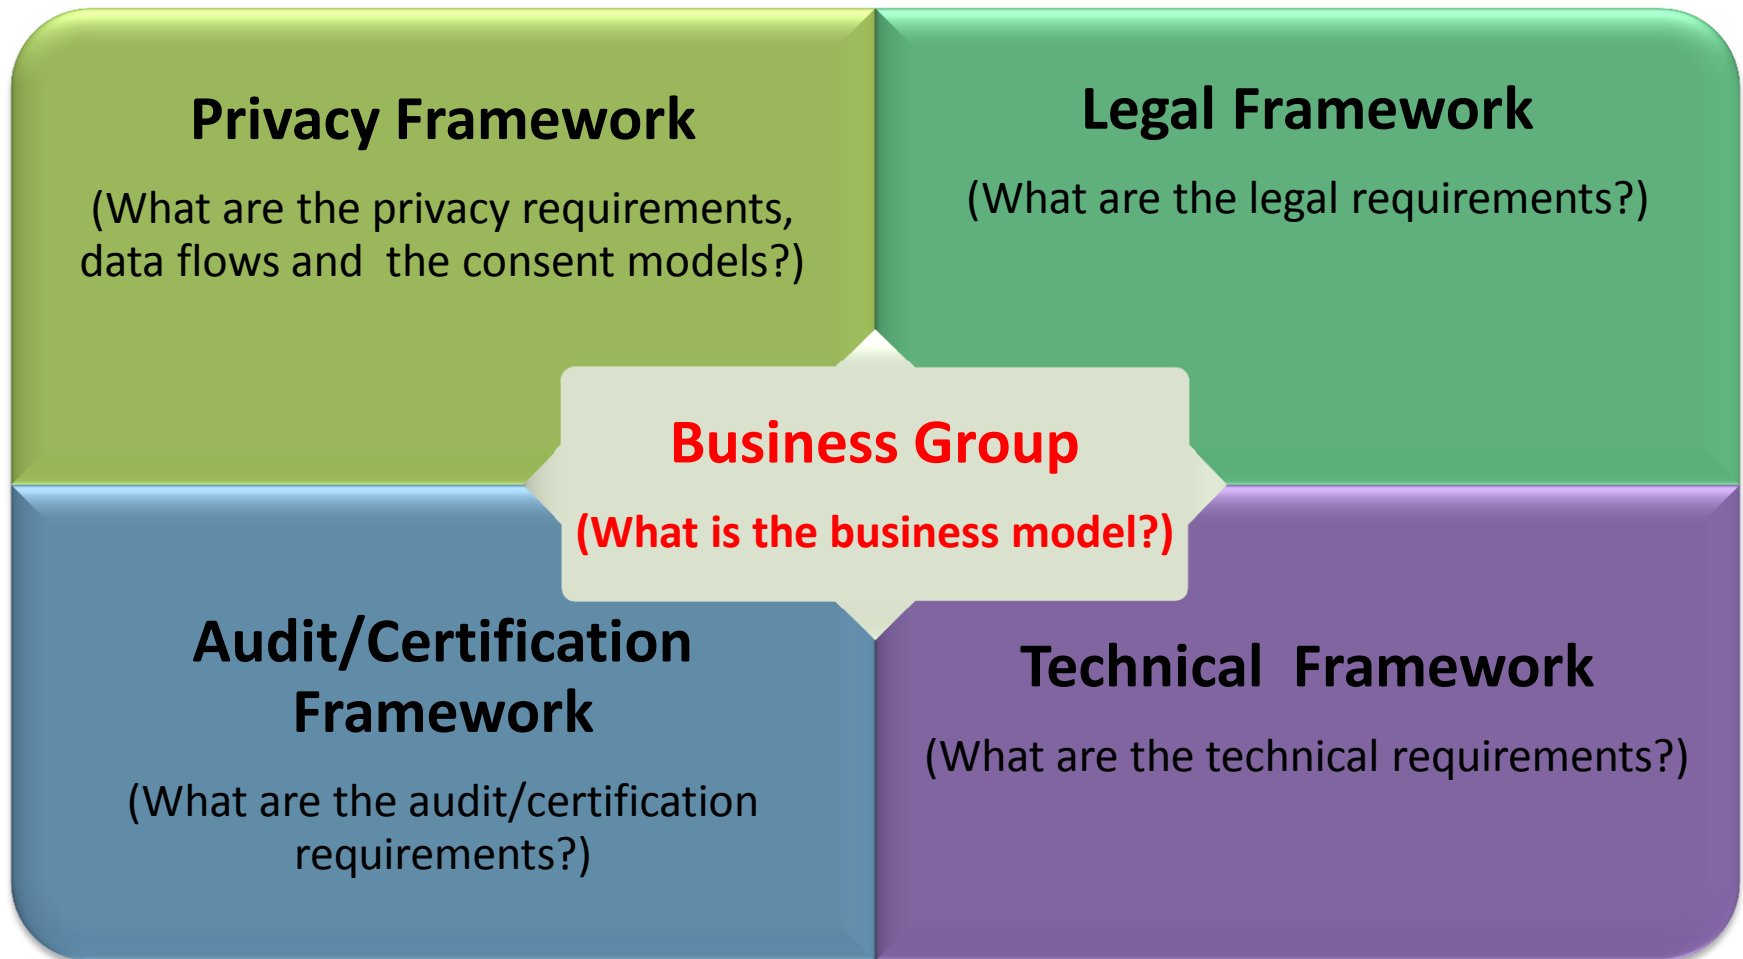 Privacy Framework
(What are the privacy requirements,
data flows and  the consent models?)
Legal Framework
(What are the legal requirements?)
Business Group
(What is the business model?)
Audit/Certification
Framework
(What are the audit/certification
requirements?)
Technical  Framework
(What are the technical requirements?)